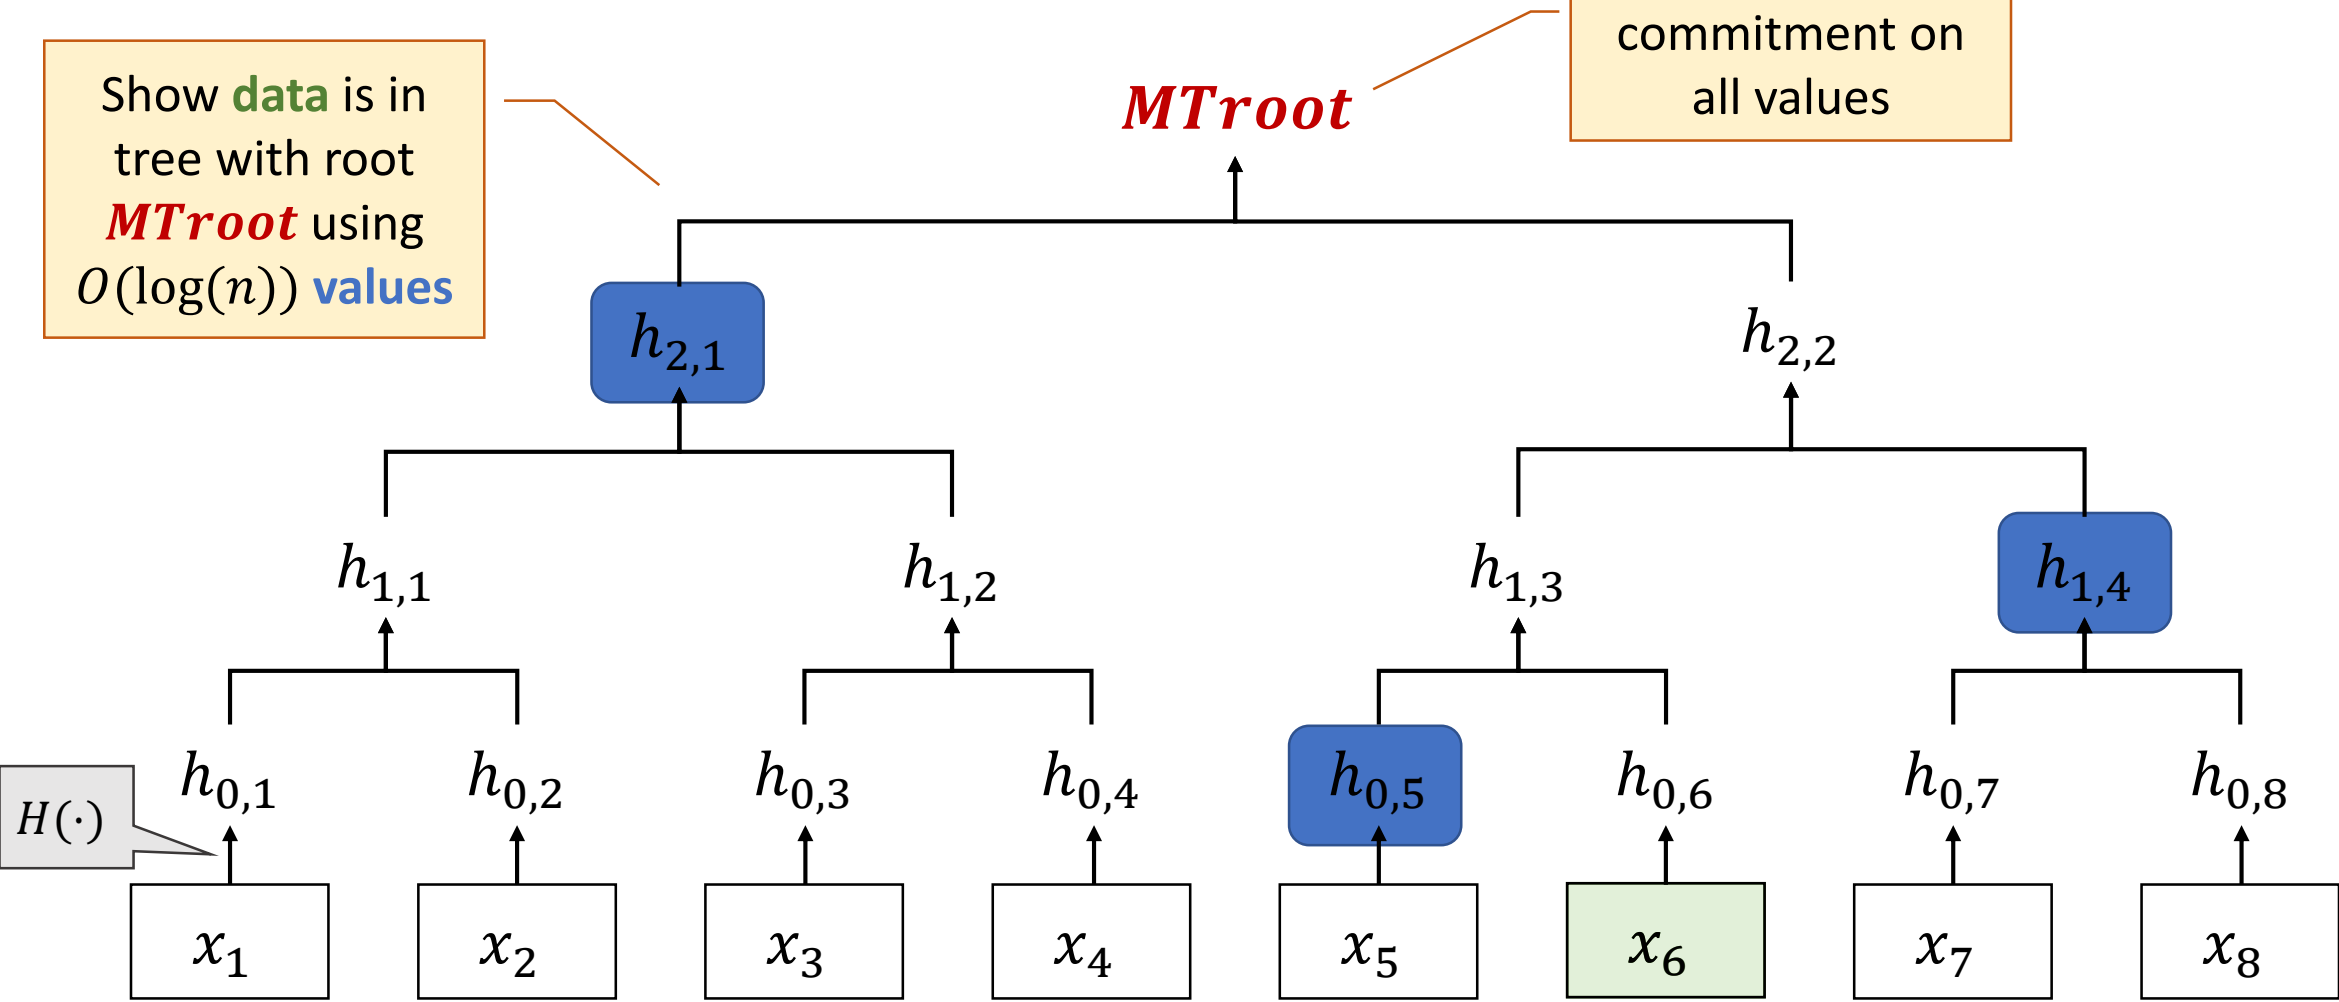 commitment on
all values
Show data is in
tree with root
MTroot using
O(log(n)) values
MTroot
h2,1
h2,2
h1,1
h1,2
h1,3
h1,4
h0,1
h0,2
h0,3
h0,4
h0,5
h0,6
h0,7
h0,8
H(·)
x1
x2
x3
x4
x5
x6
x7
x8